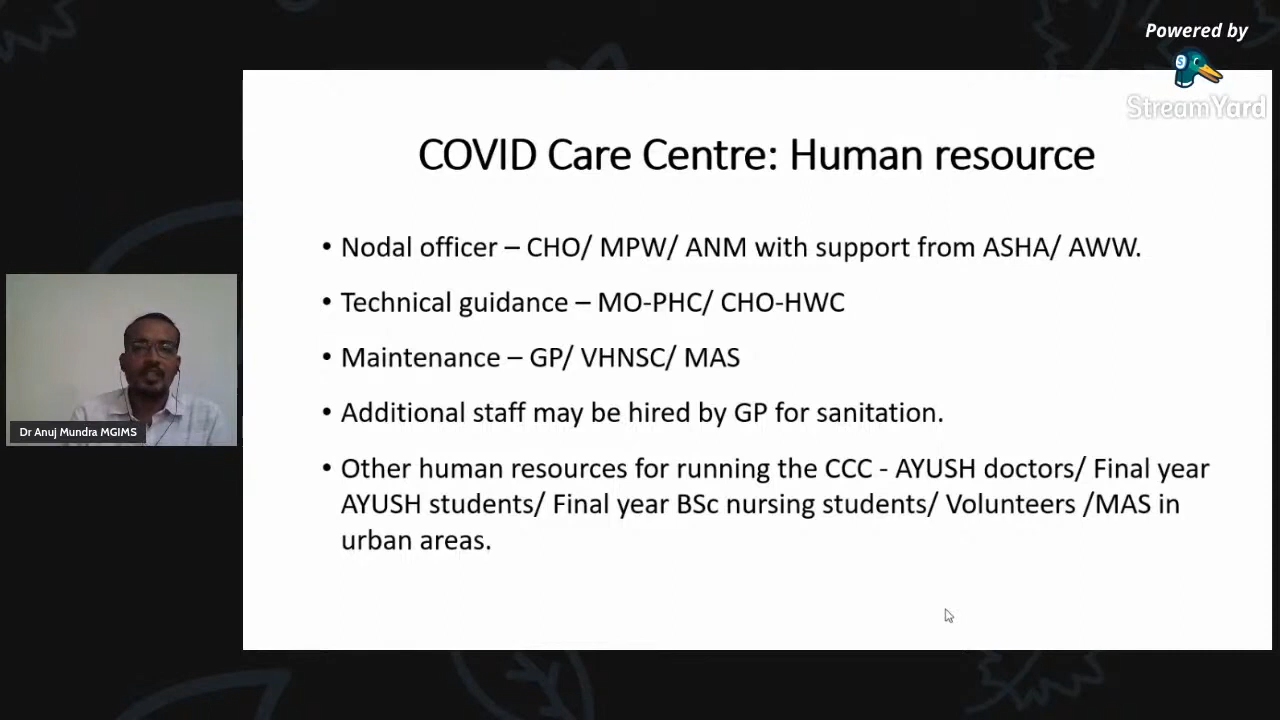 Powered by
StreamYard
COVID Care Centre: Human resource
• Nodal officer – CHO/ MPW/ ANM with support from ASHA/ AWW.
• Technical guidance – MO-PHC/ CHO-HWC
• Maintenance – GP/ VHNSC/ MAS
• Additional staff may be hired by GP for sanitation.
• Other human resources for running the CCC - AYUSH doctors/ Final year
AYUSH students/ Final year BSc nursing students/ Volunteers /MAS in
urban areas.
Dr Anuj Mundra MGIMS